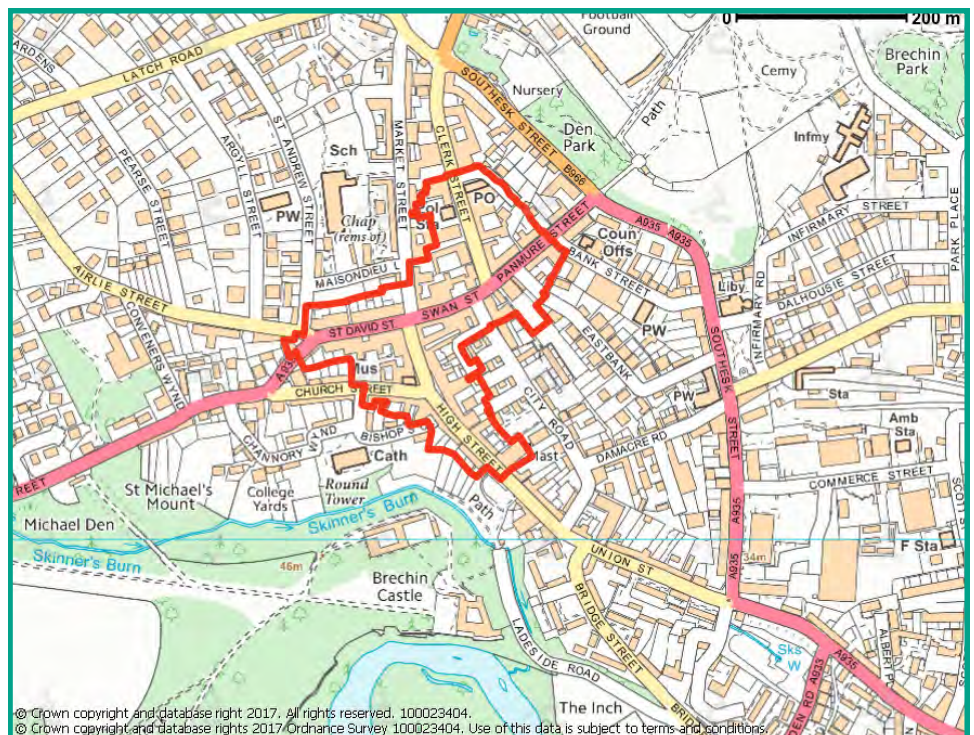 0 200 m
Football
Ground
LATCH ROAD
Brechin
Park
Cemy
Nursery
SOUTHESK STREET B966
Path
Den
Park
Infmy
PEARSE STREET
ARGYLL STREET
ST ANDREW STREET
Sch
MARKET STREET
CLERK STREET
PW
PO
Chap
(rems of)
A935 A935
INFIRMARY STREET
PARK PLACE
Coun
Offs
PANMURE STREET
BANK STREET
MAISONDIEU
AIRLIE STREET
Liby
INFIRMARY RD
DALHOUSIE STREET
SWAN ST
ST DAVID ST
PW
EASTBANK
SOUTHESK STREET
CONVENERS WYND
CHURCH STREET
HIGH STREET
PW
Sta
CITY ROAD
DAMACRE RD
Amb
Sta
CHANNORY WYND
Cath
COMMERCE STREET
St Michael's
Mount
College
Yards
Round
Tower
Path
Skinner's Burn
Michael Den
Skinner's Burn
A935 A935
F Sta
46m
UNION ST
34m
A935
Brechin
Castle
BRIDGE STREET
LADESIDE ROAD
Sks
W
A935
ALBERT PL
A933
The Inch
© Crown copyright and database right 2017. All rights reserved. 100023404.
© Crown copyright and database rights 2017 Ordnance Survey 100023404. Use of this data is subject to terms and conditions.